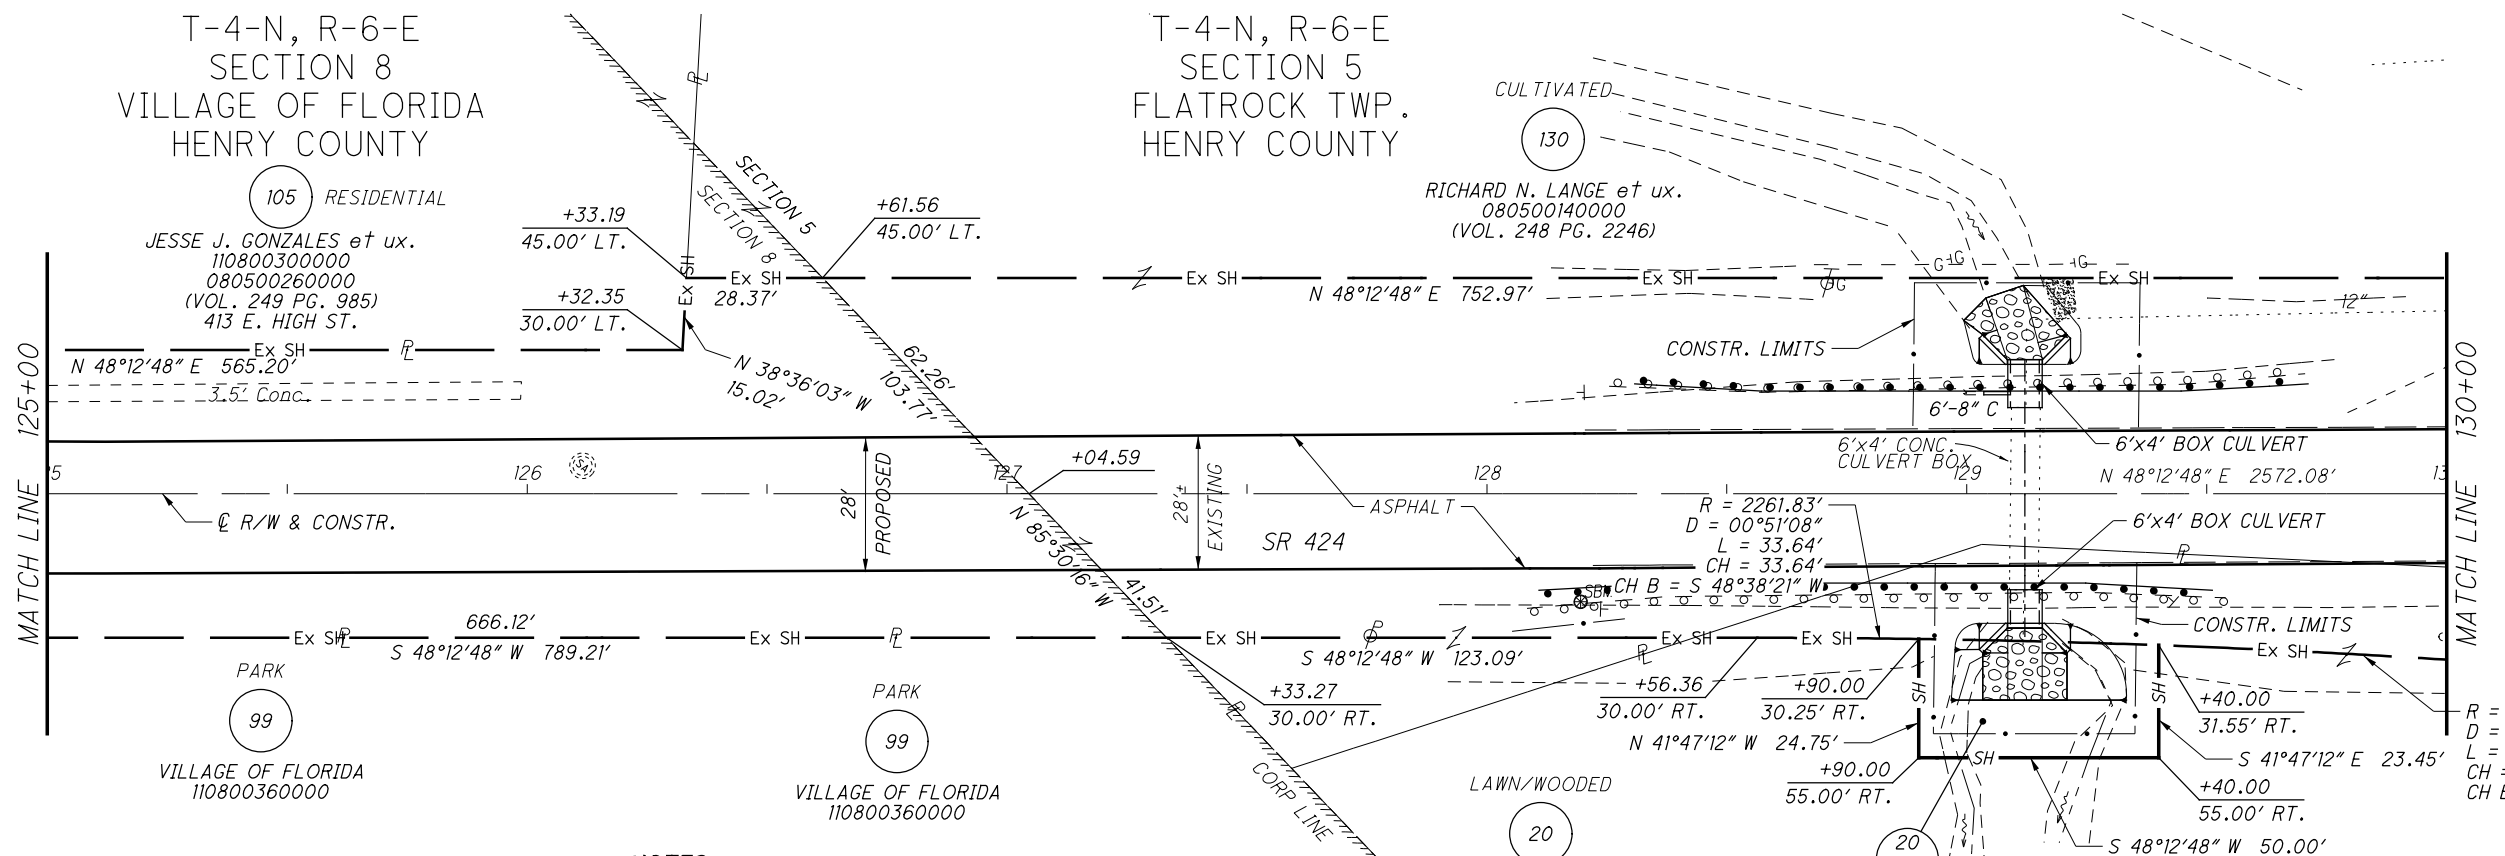 T-4-N, R-6-E
SECTION 8
VILLAGE OF FLORIDA
HENRY COUNTY
105 RESIDENTIAL
JESSE J. GONZALES et ux.
110800300000
080500260000
(VOL. 249 PG. 985)
413 E. HIGH ST.
T-4-N, R-6-E
SECTION 5
FLATROCK TWP.
HENRY COUNTY
CULTIVATED
130
RICHARD N. LANGE et ux.
080500140000
(VOL. 248 PG. 2246)
SECTION 5
SECTION 8
+33.19
45.00' LT.
+61.56
45.00' LT.
+32.35
30.00' LT.
Ex SH
Ex SH
28.37'
Ex SH
N 48°12'48" E 752.97'
Ex SH
Ex SH
G
G
G
G
12"
Ex SH
N 48°12'48" E 565.20'
3.5' Conc.
N 38°36'03" W
15.02'
62.26'
103.77'
CONSTR. LIMITS
6'-8" C
6'x4' CONC.
CULVERT BOX
6'x4' BOX CULVERT
MATCH LINE 125+00
MATCH LINE 130+00
126
127
128
129
+04.59
28'
PROPOSED
28'±
EXISTING
ASPHALT
SR 424
℄ R/W & CONSTR.
N 85°30'16" W
41.51'
N 48°12'48" E 2572.08'
R = 2261.83'
D = 00°51'08"
L = 33.64'
CH = 33.64'
CH B = S 48°38'21" W
6'x4' BOX CULVERT
CONSTR. LIMITS
Ex SH
666.12'
S 48°12'48" W 789.21'
Ex SH
Ex SH
S 48°12'48" W 123.09'
Ex SH
Ex SH
Ex SH
PARK
99
VILLAGE OF FLORIDA
110800360000
PARK
99
VILLAGE OF FLORIDA
110800360000
+33.27
30.00' RT.
CORP LINE
+56.36
30.00' RT.
+90.00
30.25' RT.
SH
N 41°47'12" W 24.75'
+90.00
55.00' RT.
SH
SH
+40.00
31.55' RT.
S 41°47'12" E 23.45'
+40.00
55.00' RT.
S 48°12'48" W 50.00'
LAWN/WOODED
20
20
R =
D =
L =
CH =